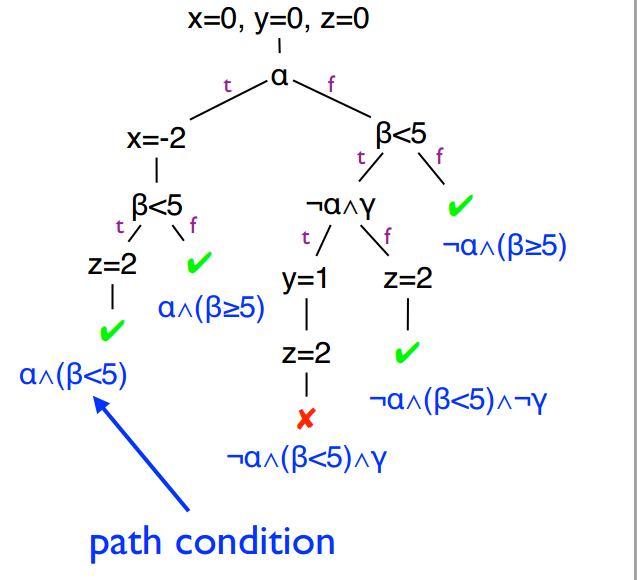 x=0, y=0, z=0
α
t
f
x=-2
β<5
t
f
β<5
t
f
¬α∧γ
t
f
✔
¬α∧(β≥5)
z=2
✔
α∧(β≥5)
y=1
z=2
✔
α∧(β<5)
z=2
✔
¬α∧(β<5)∧¬γ
✘
¬α∧(β<5)∧γ
path condition